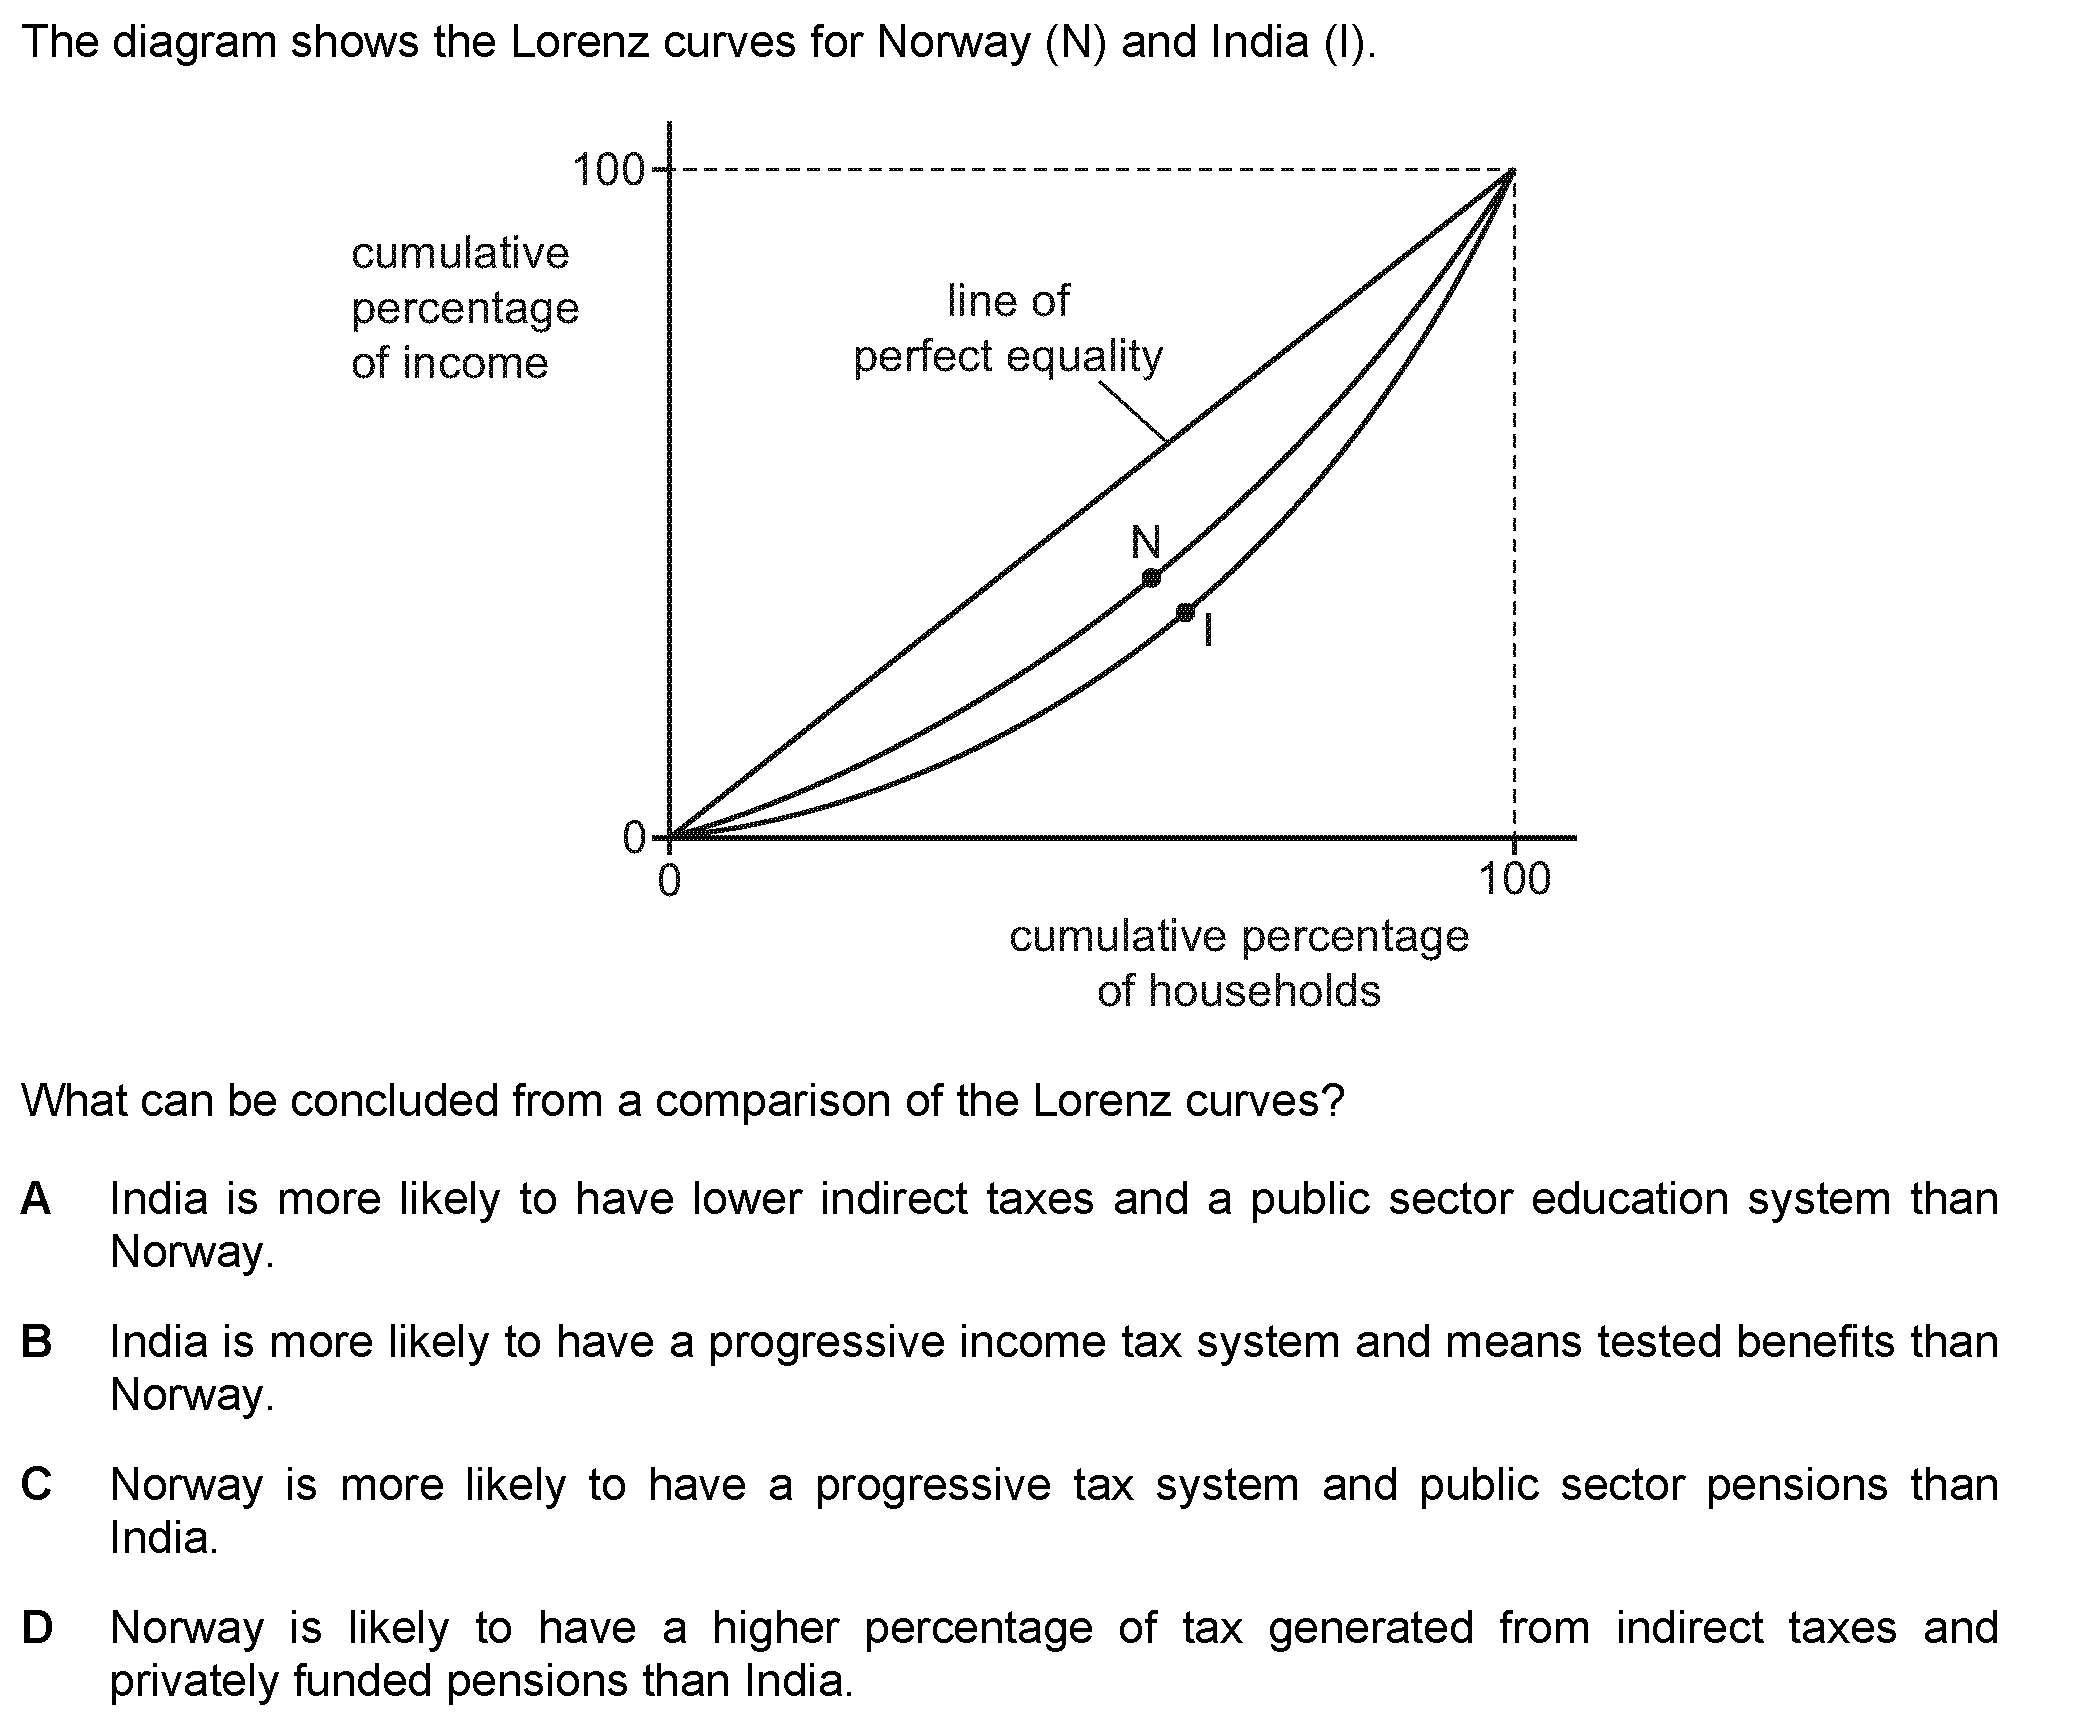 The diagram shows the Lorenz curves for Norway (N) and India (I).
100
cumulative
percentage
of income
line of
perfect equality
N
I
0
0
100
cumulative percentage
of households
What can be concluded from a comparison of the Lorenz curves?
A India is more likely to have lower indirect taxes and a public sector education system than
Norway.
B India is more likely to have a progressive income tax system and means tested benefits than
Norway.
C Norway is more likely to have a progressive tax system and public sector pensions than
India.
D Norway is likely to have a higher percentage of tax generated from indirect taxes and
privately funded pensions than India.